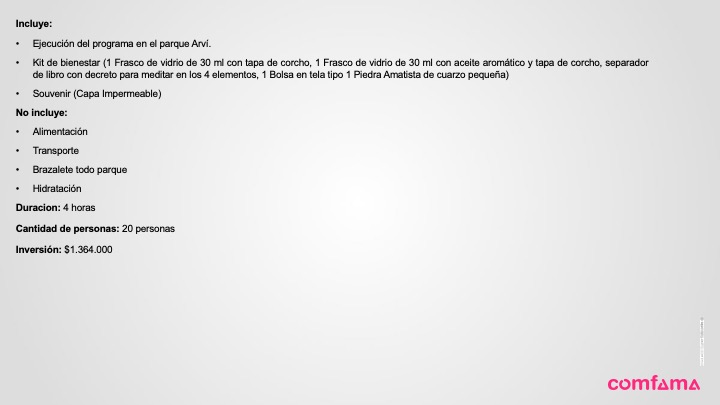 Incluye:
• Ejecución del programa en el parque Arví.
• Kit de bienestar (1 Frasco de vidrio de 30 ml con tapa de corcho, 1 Frasco de vidrio de 30 ml con aceite aromático y tapa de corcho, separador
de libro con decreto para meditar en los 4 elementos, 1 Bolsa en tela tipo 1 Piedra Amatista de cuarzo pequeña)
• Souvenir (Capa Impermeable)
No incluye:
• Alimentación
• Transporte
• Brazalete todo parque
• Hidratación
Duracion: 4 horas
Cantidad de personas: 20 personas
Inversión: $1.364.000
comfama